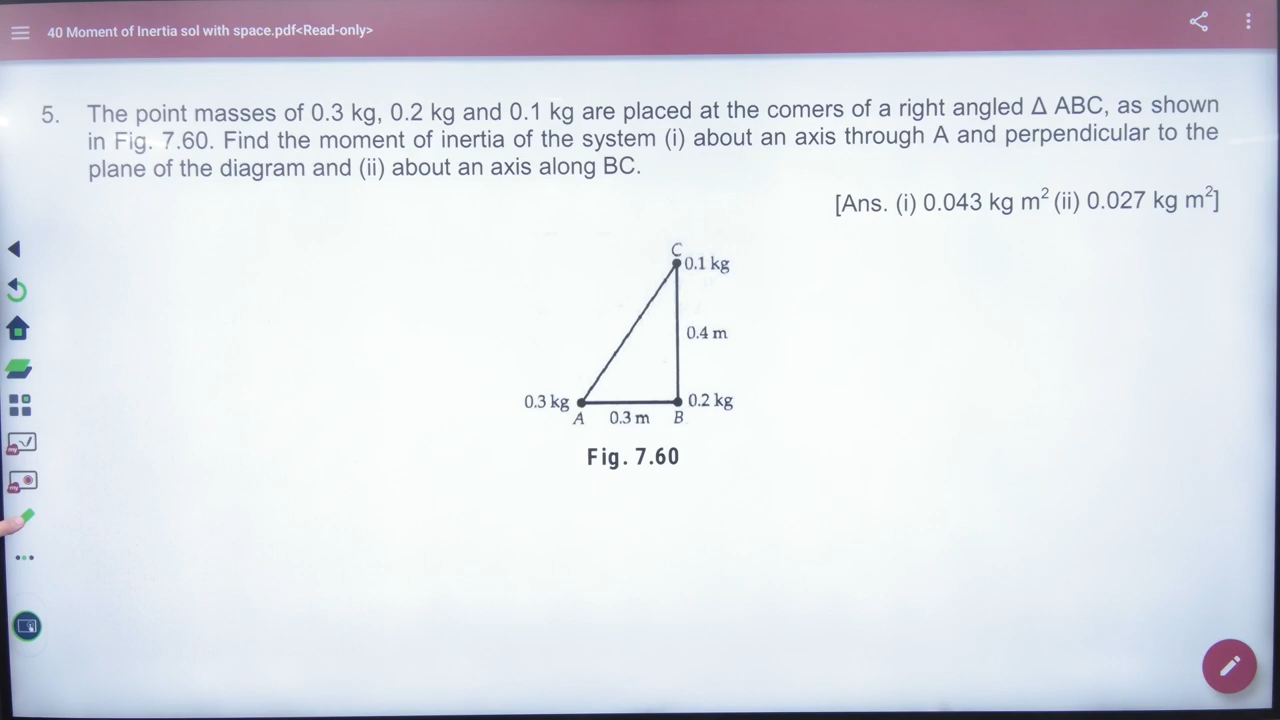 40 Moment of Inertia sol with space.pdf<Read-only>
5. The point masses of 0.3 kg, 0.2 kg and 0.1 kg are placed at the comers of a right angled Δ ABC, as shown
in Fig. 7.60. Find the moment of inertia of the system (i) about an axis through A and perpendicular to the
plane of the diagram and (ii) about an axis along BC.
[Ans. (i) 0.043 kg m² (ii) 0.027 kg m²]
C
0.1 kg
0.4 m
0.3 kg
0.2 kg
A 0.3 m B
Fig. 7.60